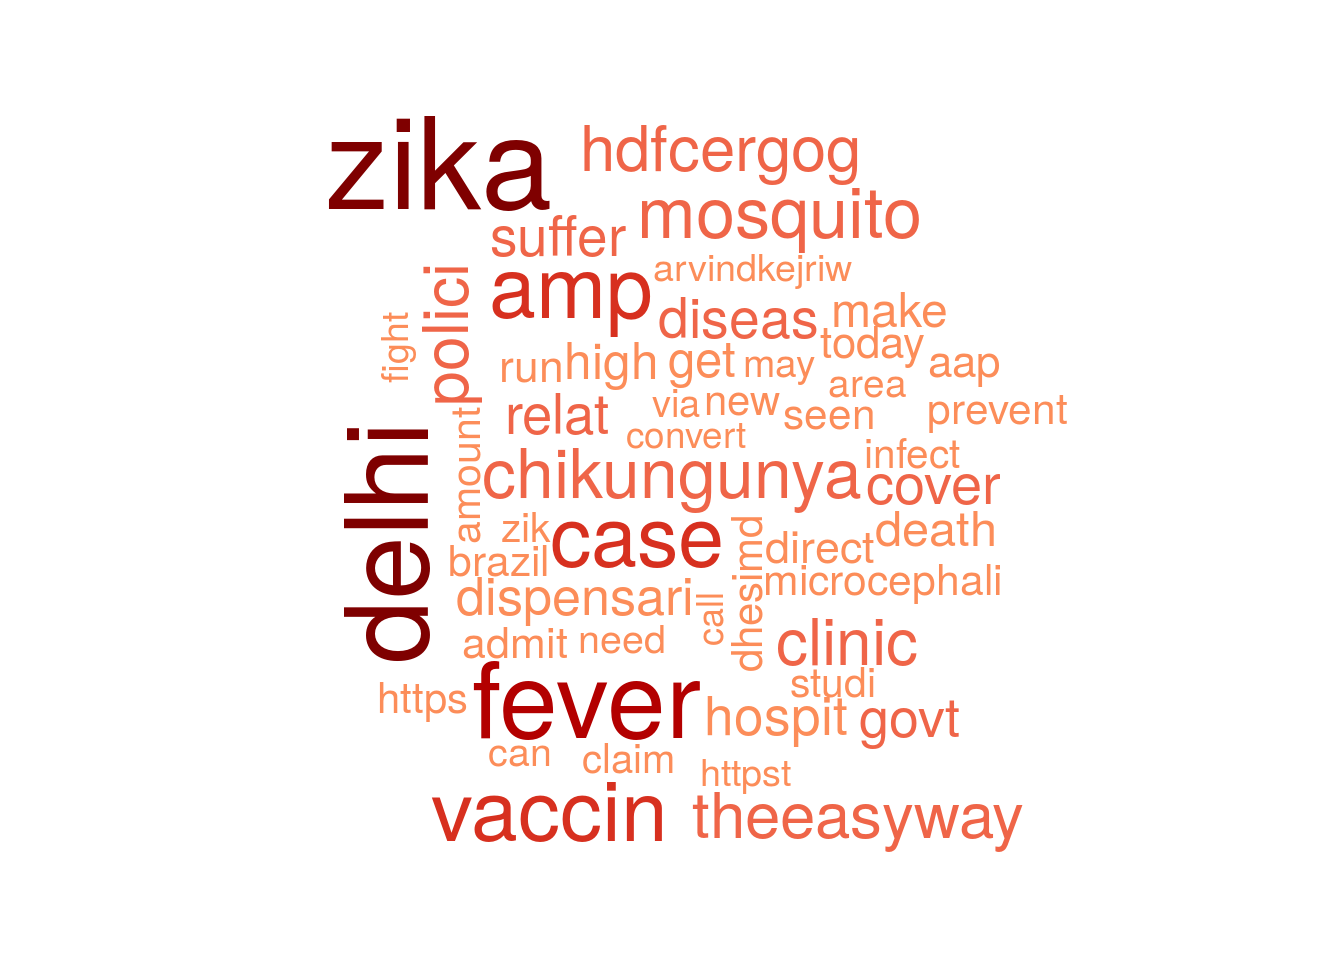 zika
hdfcergog
mosquito
suffer
amp
arvindkejriw
polici
fight
diseas
make
today
run
high
get
may
aap
area
relat
via
new
seen
prevent
convert
amount
delhi
chikungunya
infect
cover
zik
case
brazil
dhesimd
direct
death
microcephali
dispensari
call
admit
need
clinic
https
fever
studi
hospit
govt
can
claim
httpst
vaccin
theeasyway